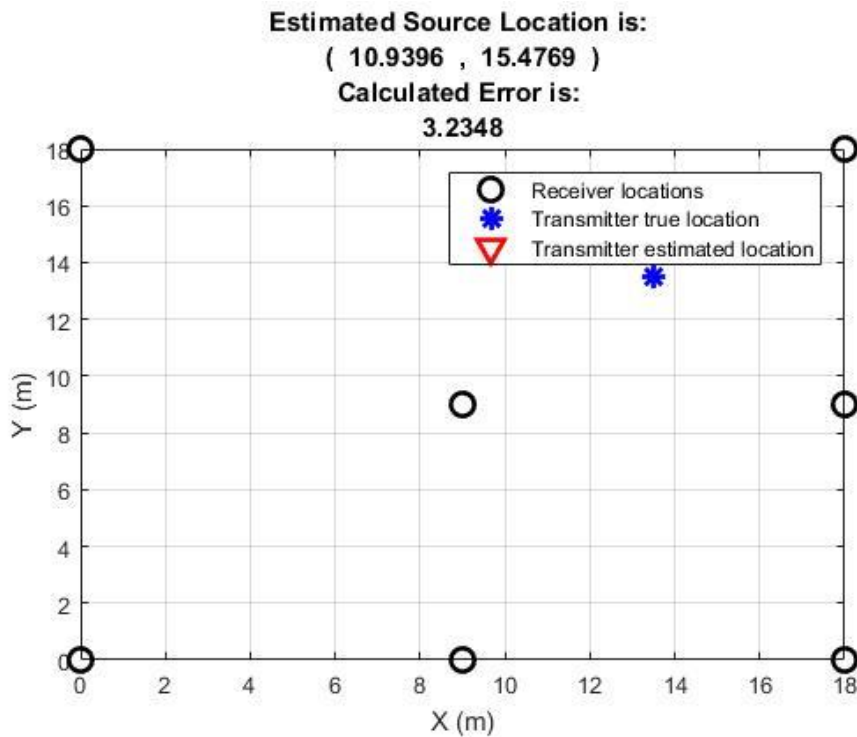 Estimated Source Location is:
( 10.9396 , 15.4769 )
Calculated Error is:
3.2348
18
16
14
12
10
8
6
4
2
0
Y (m)
Receiver locations
Transmitter true location
Transmitter estimated location
0 2 4 6 8 10 12 14 16 18
X (m)